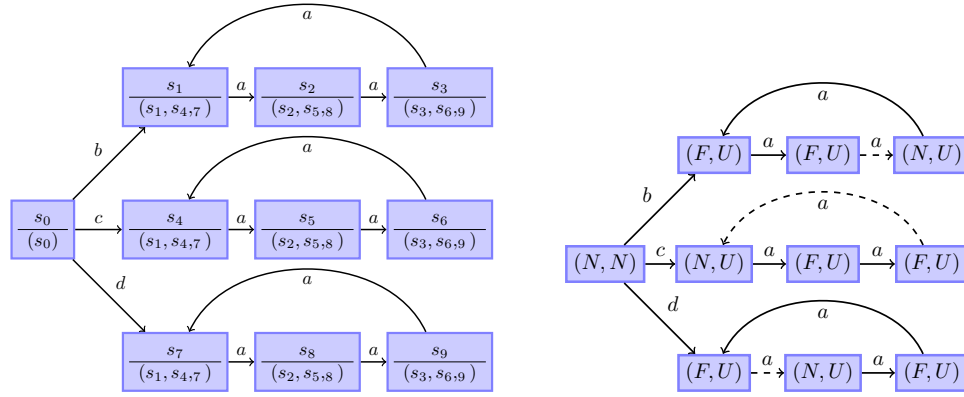 a
s₁ a s₂ a s₃
(s₁, s₄,₇) (s₂, s₅,₈) (s₃, s₆,₉)
b
a
s₀ c s₄ a s₅ a s₆
(s₀) (s₁, s₄,₇) (s₂, s₅,₈) (s₃, s₆,₉)
d
a
s₇ a s₈ a s₉
(s₁, s₄,₇) (s₂, s₅,₈) (s₃, s₆,₉)
a
(F, U) a (F, U) a (N, U)
b
a
(N, N) c (N, U) a (F, U) a (F, U)
d
a
(F, U) a (N, U) a (F, U)